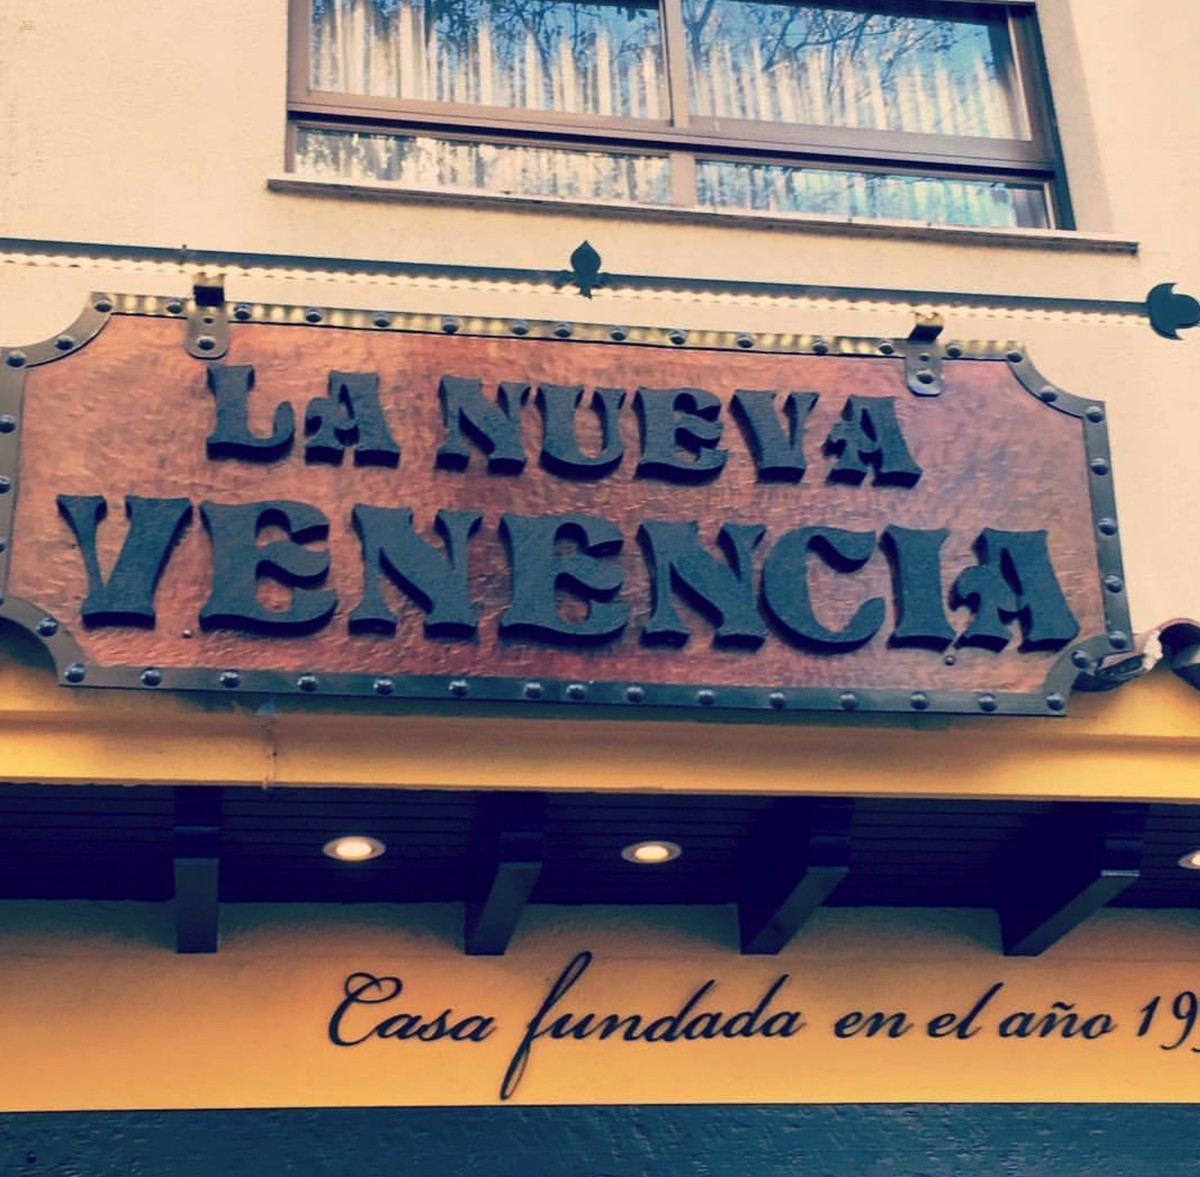 LA NUEVA
VENENCIA
Casa fundada en el año